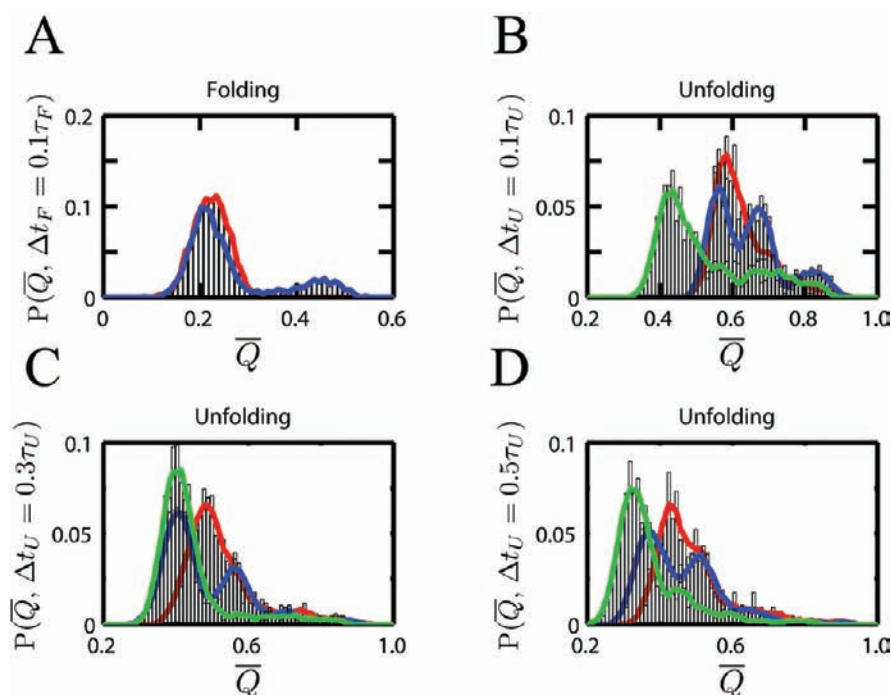 A
Folding
P(Q̅, Δt_F = 0.1τ_F)
0.2
0.1
0
0
0.2
0.4
0.6
Q̅
B
Unfolding
P(Q̅, Δt_U = 0.1τ_U)
0.1
0.05
0
0.2
0.4
0.6
0.8
1.0
Q̅
C
Unfolding
P(Q̅, Δt_U = 0.3τ_U)
0.1
0.05
0
0.2
0.6
1.0
Q̅
D
Unfolding
P(Q̅, Δt_U = 0.5τ_U)
0.1
0.05
0
0.2
0.6
1.0
Q̅